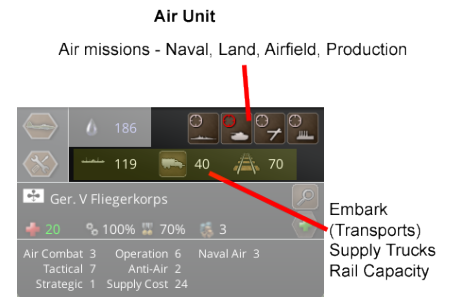 Air Unit
Air missions - Naval, Land, Airfield, Production
186
119 40 70
Ger. V Fliegerkorps
20 100% 70% 3
Air Combat 3 Operation 6 Naval Air 3
Tactical 7 Anti-Air 2
Strategic 1 Supply Cost 24
Embark
(Transports)
Supply Trucks
Rail Capacity